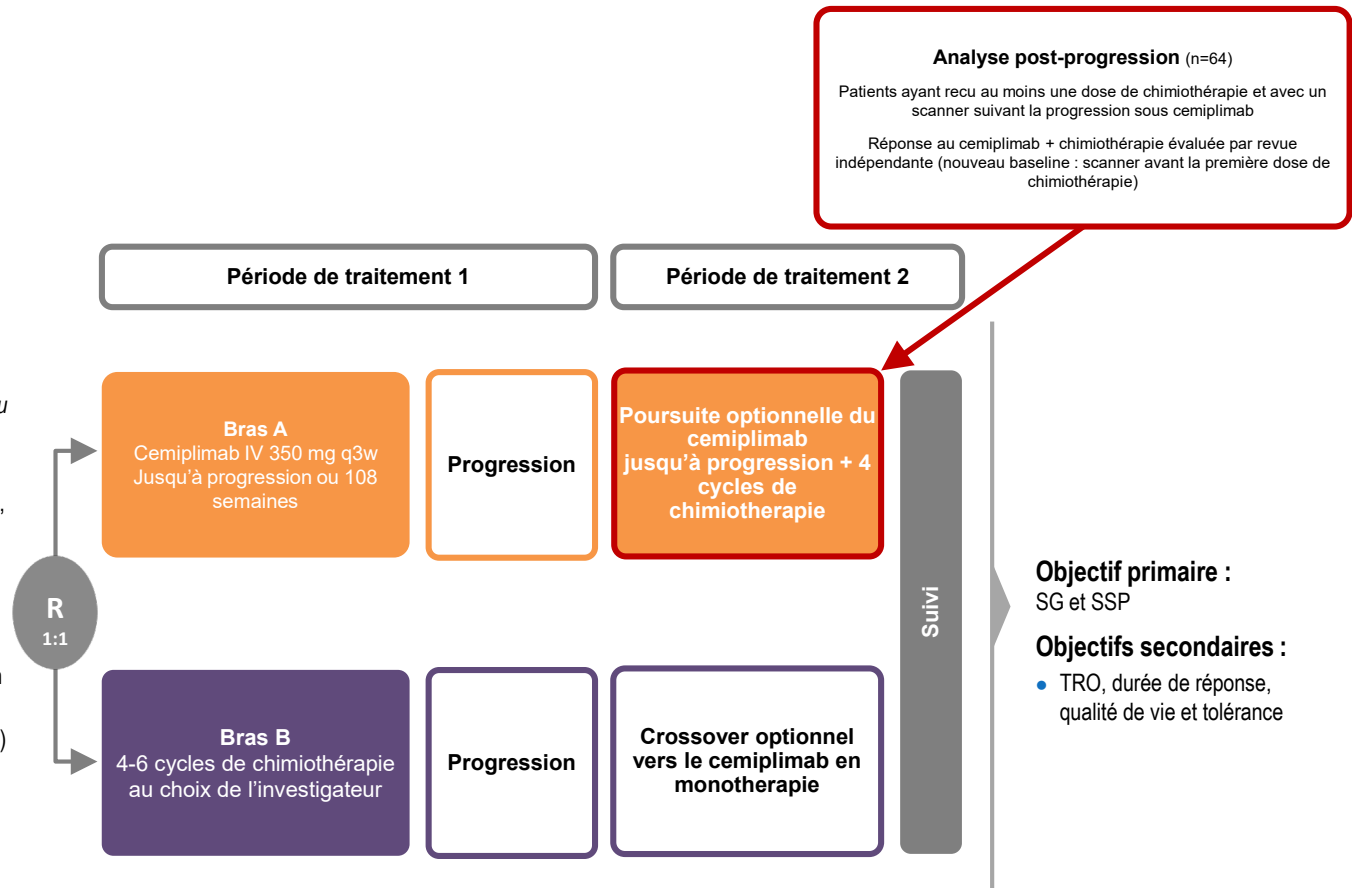 Analyse post-progression (n=64)
Patients ayant recu au moins une dose de chimiothérapie et avec un
scanner suivant la progression sous cemiplimab
Réponse au cemiplimab + chimiothérapie évaluée par revue
indépendante (nouveau baseline : scanner avant la première dose de
chimiothérapie)
Période de traitement 1
Période de traitement 2
u
,
)
R
1:1
Bras A
Cemiplimab IV 350 mg q3w
Jusqu'à progression ou 108
semaines
Progression
Poursuite optionnelle du
cemiplimab
jusqu'à progression + 4
cycles de
chimiotherapie
Bras B
4-6 cycles de chimiothérapie
au choix de l'investigateur
Progression
Crossover optionnel
vers le cemiplimab en
monotherapie
Suivi
Objectif primaire :
SG et SSP
Objectifs secondaires :
• TRO, durée de réponse,
qualité de vie et tolérance